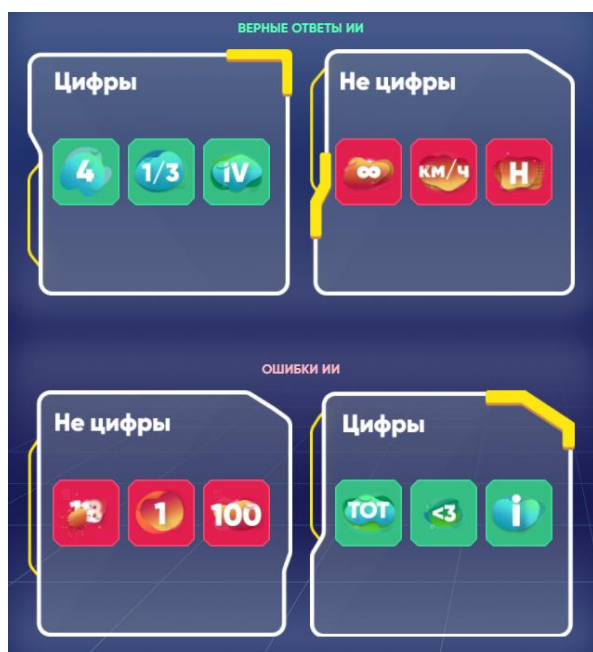 ВЕРНЫЕ ОТВЕТЫ ИИ
Цифры
4 1/3 iV
Не цифры
∞ км/ч H
ОШИБКИ ИИ
Не цифры
1 100
Цифры
ТОТ <3 i